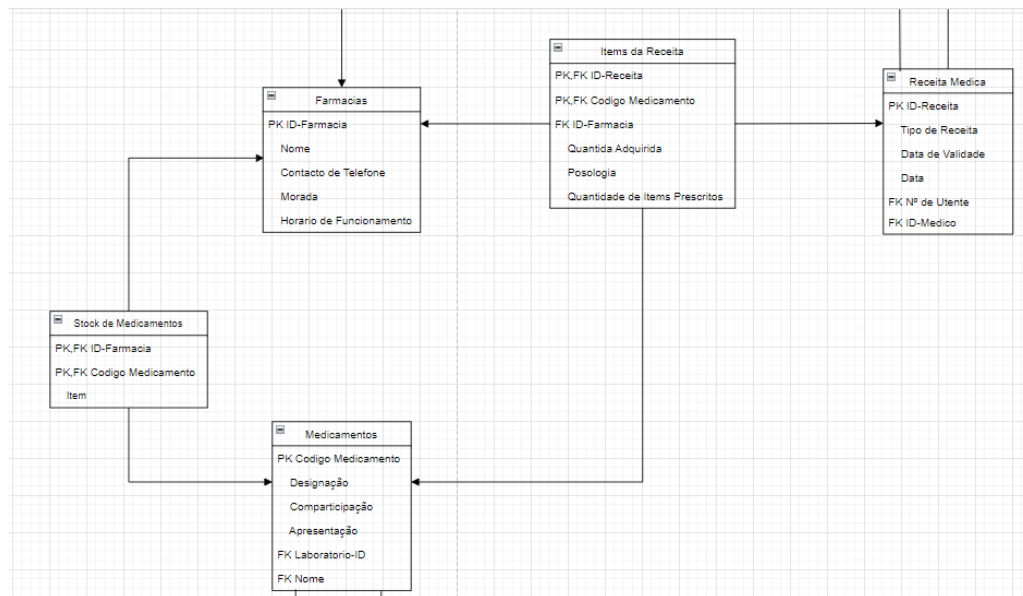 Items da Receita
PK,FK ID-Receita
PK,FK Codigo Medicamento
FK ID-Farmacia
Quantida Adquirida
Posologia
Quantidade de Items Prescritos
Receita Medica
PK ID-Receita
Tipo de Receita
Data de Validade
Data
FK Nº de Utente
FK ID-Medico
Farmacias
PK ID-Farmacia
Nome
Contacto de Telefone
Morada
Horario de Funcionamento
Stock de Medicamentos
PK,FK ID-Farmacia
PK,FK Codigo Medicamento
Item
Medicamentos
PK Codigo Medicamento
Designação
Comparticipação
Apresentação
FK Laboratorio-ID
FK Nome